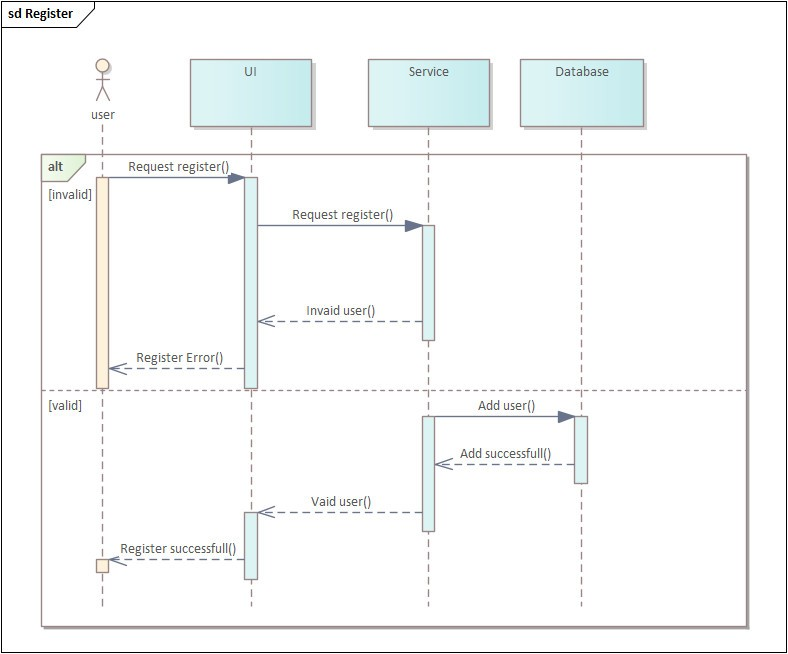 sd Register
UI
Service
Database
user
alt
Request register()
[invalid]
Request register()
Invaid user()
Register Error()
[valid]
Add user()
Add successfull()
Vaid user()
Register successfull()